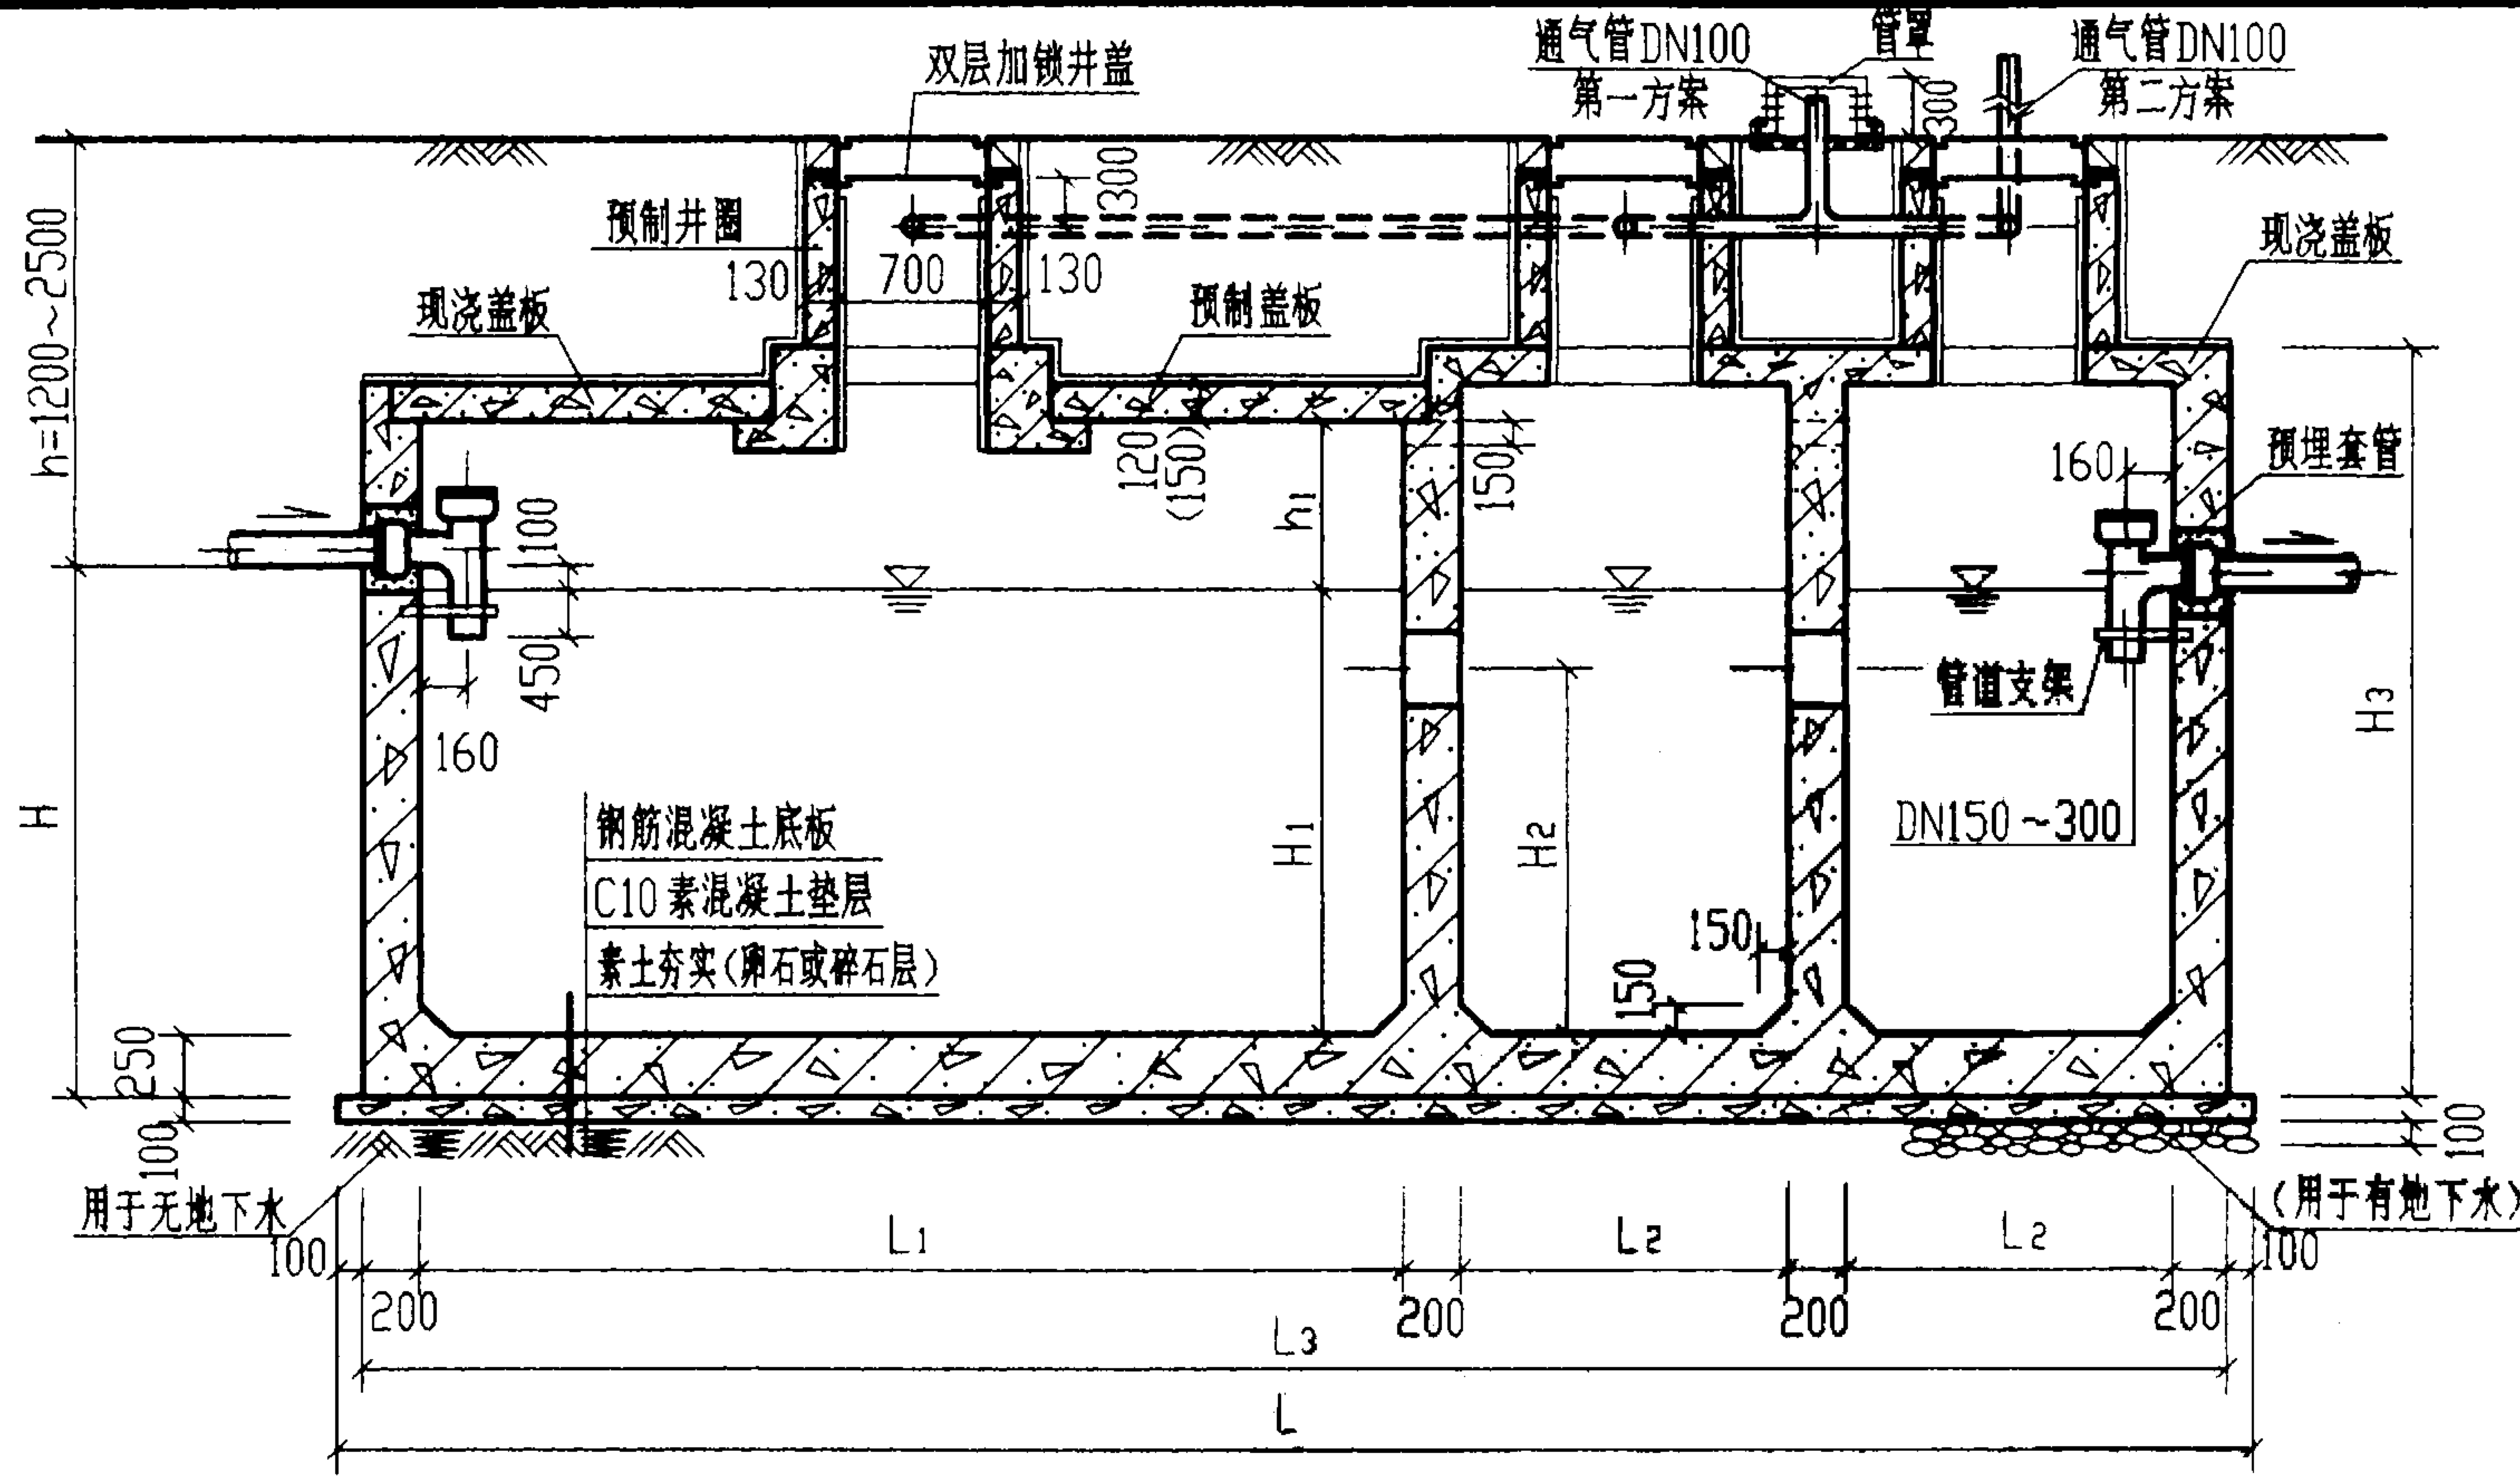 管罩
通气管DN100
第一方案
通气管DN100
第二方案
双层加锁井盖
300
300
h=1200～2500
预制井圈
130
700
130
现浇盖板
现浇盖板
预制盖板
120
(150)
150
h1
预埋套管
160
100
450
160
管道支架
H3
H
H1
H2
DN150～300
钢筋混凝土底板
C10素混凝土垫层
素土夯实(卵石或碎石层)
150
150
250
100
100
用于无地下水
(用于有地下水)
100
L1
L2
L2
100
200
200
200
200
L3
L